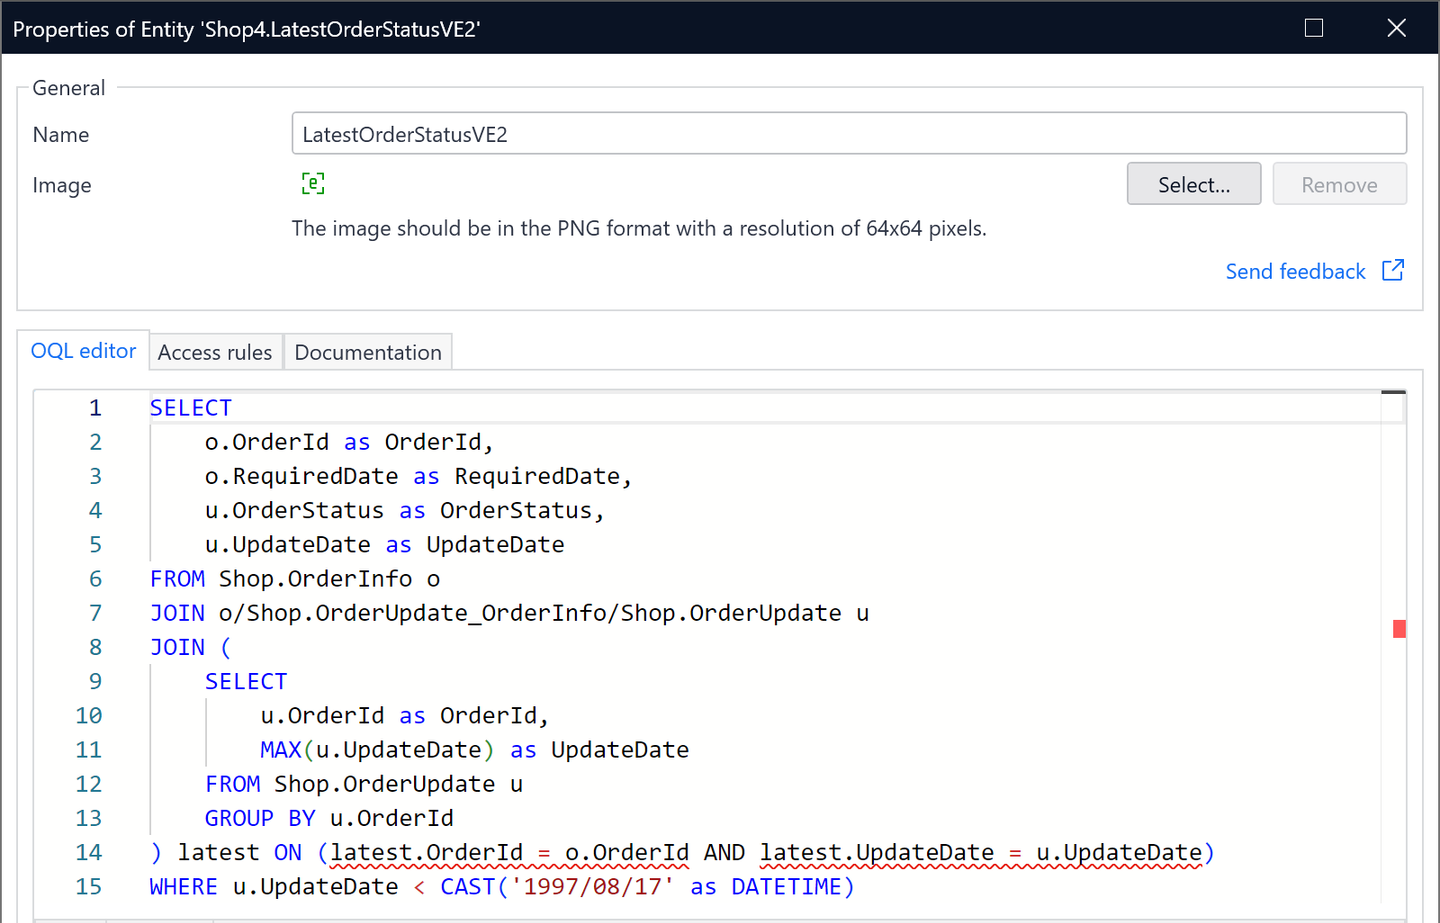 Properties of Entity 'Shop4.LatestOrderStatusVE2'
General
Name
LatestOrderStatusVE2
Image
Select...
Remove
The image should be in the PNG format with a resolution of 64x64 pixels.
Send feedback
OQL editor
Access rules
Documentation
1 SELECT
2 o.OrderId as OrderId,
3 o.RequiredDate as RequiredDate,
4 u.OrderStatus as OrderStatus,
5 u.UpdateDate as UpdateDate
6 FROM Shop.OrderInfo o
7 JOIN o/Shop.OrderUpdate_OrderInfo/Shop.OrderUpdate u
8 JOIN (
9 SELECT
10 u.OrderId as OrderId,
11 MAX(u.UpdateDate) as UpdateDate
12 FROM Shop.OrderUpdate u
13 GROUP BY u.OrderId
14 ) latest ON (latest.OrderId = o.OrderId AND latest.UpdateDate = u.UpdateDate)
15 WHERE u.UpdateDate < CAST('1997/08/17' as DATETIME)